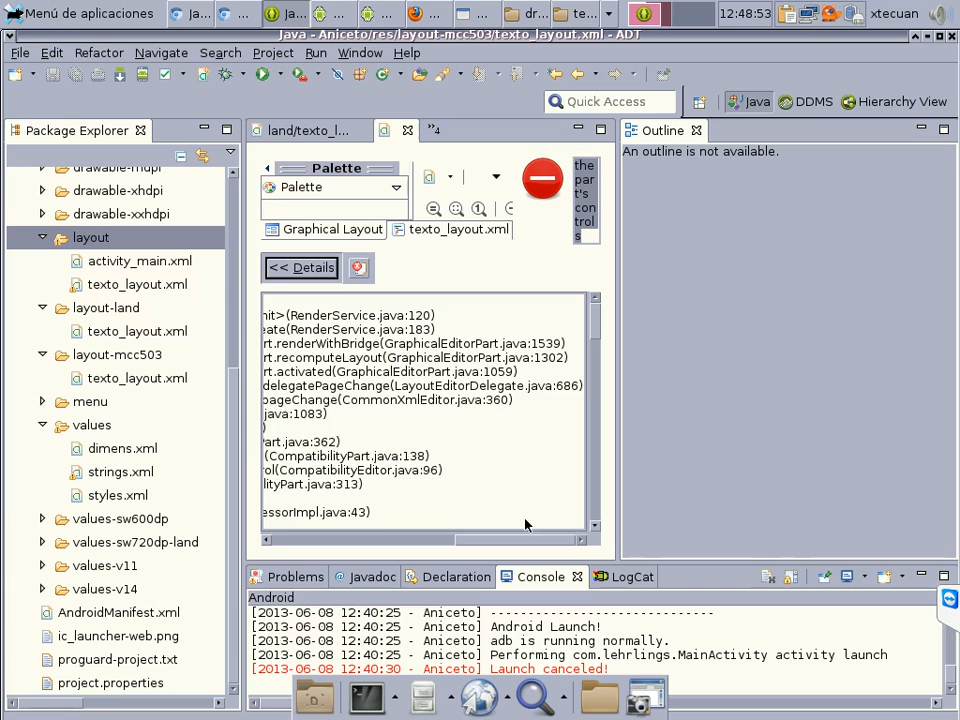 Menú de aplicaciones
Ja...
...
Ja...
...
...
...
...
dr...
te...
12:48:53
xtecuan
Java - Aniceto/res/layout-mcc503/texto_layout.xml - ADT
File Edit Refactor Navigate Search Project Run Window Help
Quick Access
Java
DDMS
Hierarchy View
Package Explorer
drawable-mdpi
drawable-xhdpi
drawable-xxhdpi
layout
activity_main.xml
texto_layout.xml
layout-land
texto_layout.xml
layout-mcc503
texto_layout.xml
menu
values
dimens.xml
strings.xml
styles.xml
values-sw600dp
values-sw720dp-land
values-v11
values-v14
AndroidManifest.xml
ic_launcher-web.png
proguard-project.txt
project.properties
land/texto_l...
»4
Palette
Palette
Graphical Layout
texto_layout.xml
the
par
t's
con
trol
s
<< Details
nit>(RenderService.java:120)
eate(RenderService.java:183)
rt.renderWithBridge(GraphicalEditorPart.java:1539)
rt.recomputeLayout(GraphicalEditorPart.java:1302)
rt.activated(GraphicalEditorPart.java:1059)
delegatePageChange(LayoutEditorDelegate.java:686)
pageChange(CommonXmlEditor.java:360)
java:1083)
)
Part.java:362)
(CompatibilityPart.java:138)
rol(CompatibilityEditor.java:96)
lityPart.java:313)
essorImpl.java:43)
Outline
An outline is not available.
Problems
Javadoc
Declaration
Console
LogCat
Android
[2013-06-08 12:40:25 - Aniceto] ------------------------------
[2013-06-08 12:40:25 - Aniceto] Android Launch!
[2013-06-08 12:40:25 - Aniceto] adb is running normally.
[2013-06-08 12:40:25 - Aniceto] Performing com.lehrlings.MainActivity activity launch
[2013-06-08 12:40:30 - Aniceto] Launch canceled!